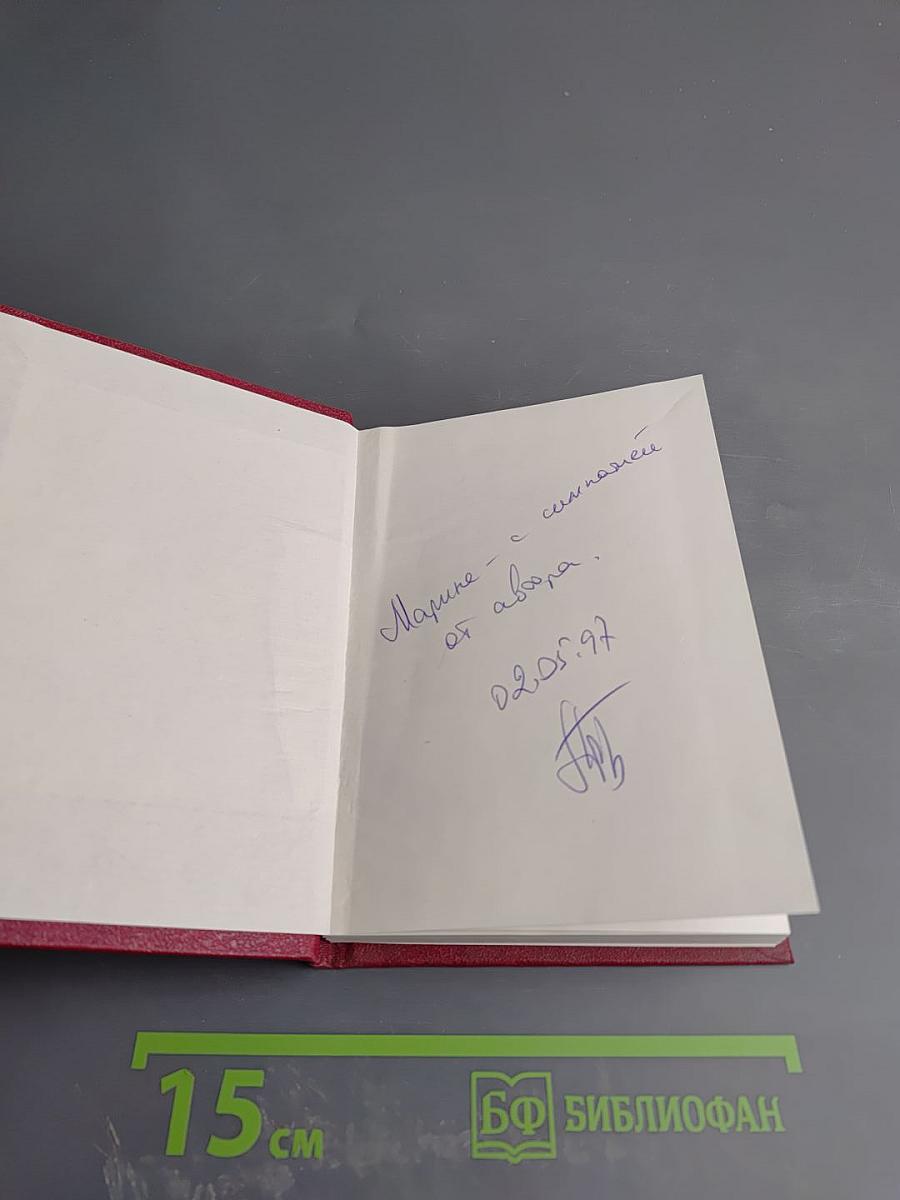 Марине - с симпатией
от автора.
02.05.97
15 см
БФ БИБЛИОФАН